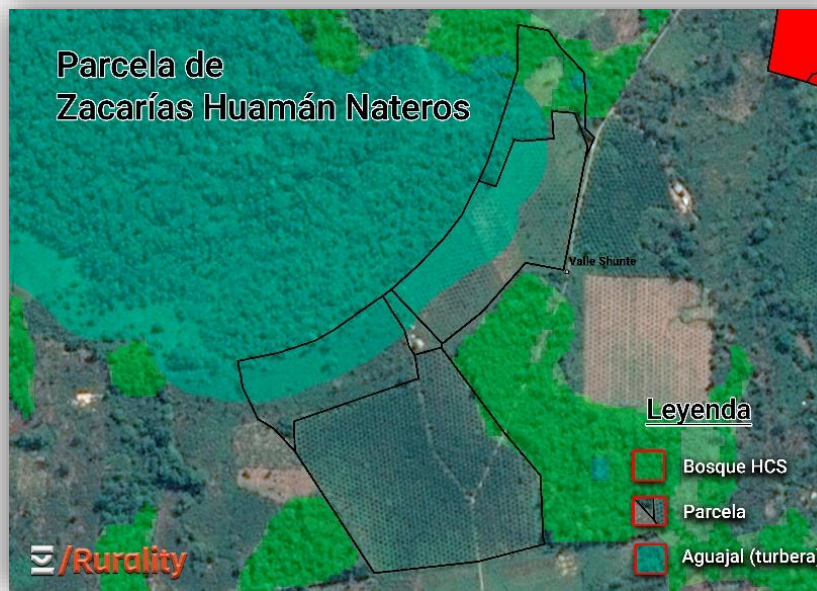 Parcela de
Zacarías Huamán Nateros
Valle Shunte
Leyenda
Bosque HCS
Parcela
Aguajal (turbera)
/Rurality